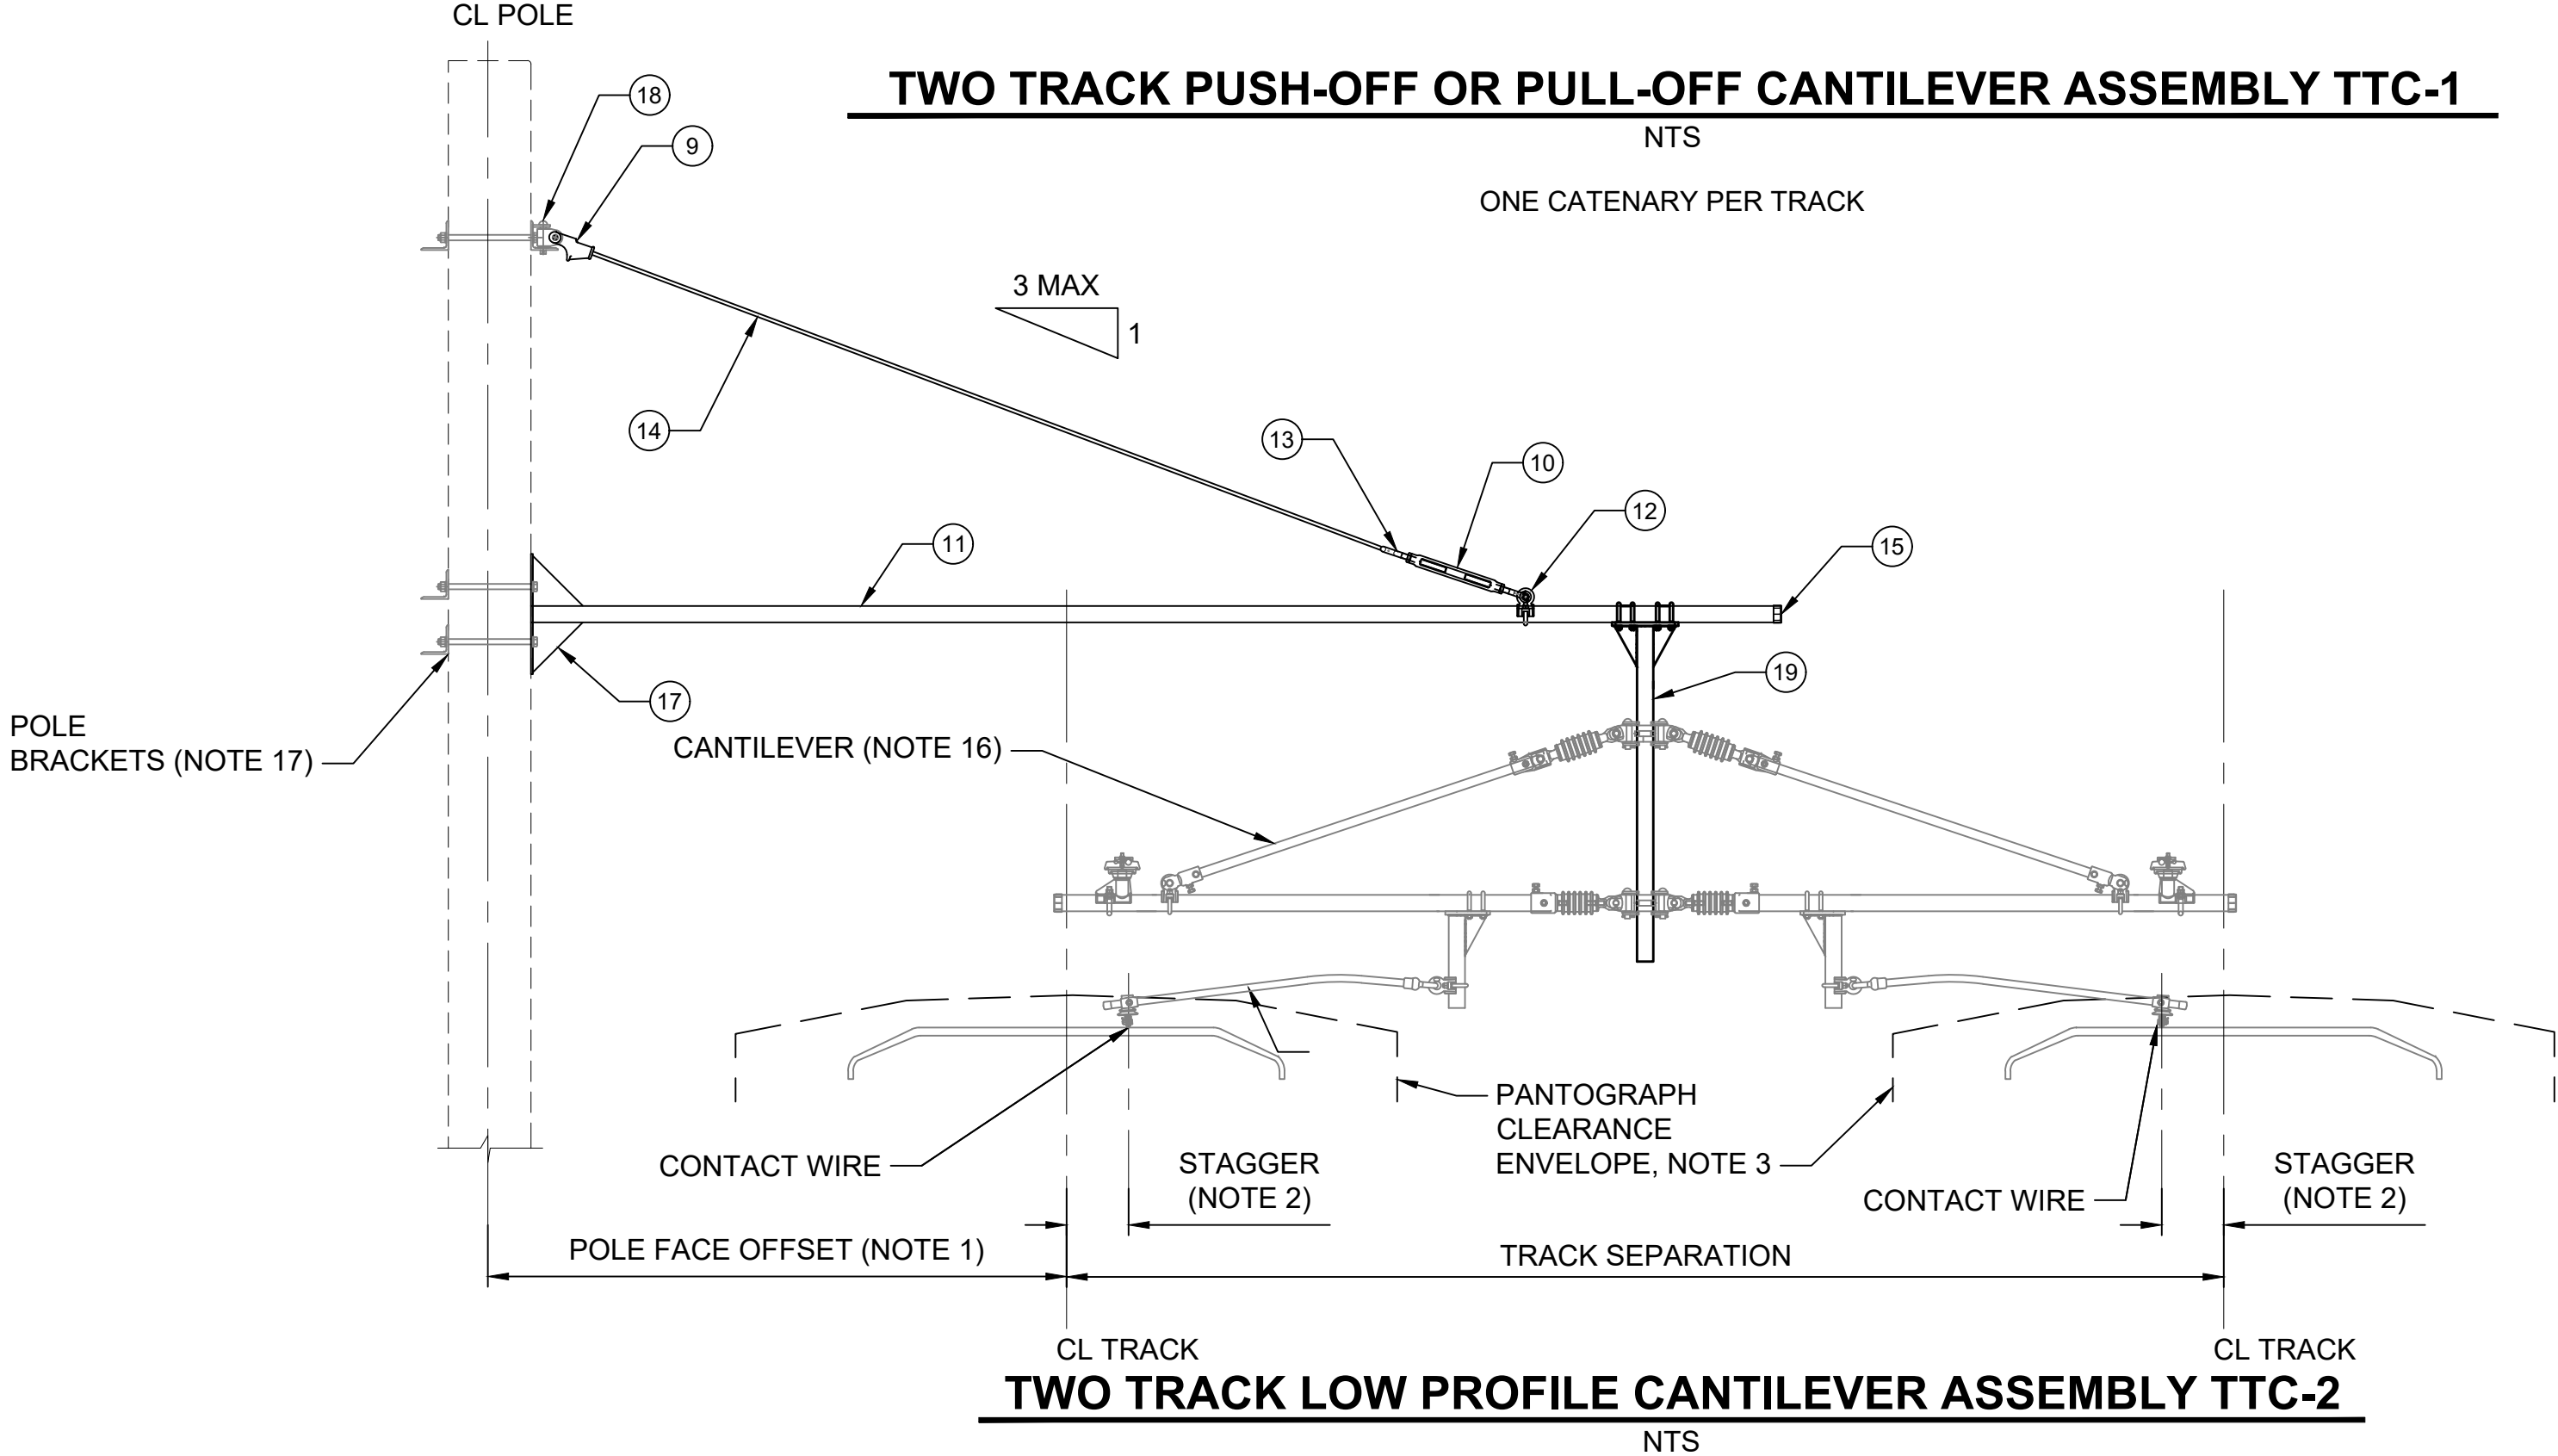 CL POLE
TWO TRACK PUSH-OFF OR PULL-OFF CANTILEVER ASSEMBLY TTC-1
NTS
ONE CATENARY PER TRACK
18
9
3 MAX
1
14
13
10
12
11
15
17
19
POLE
BRACKETS (NOTE 17)
CANTILEVER (NOTE 16)
PANTOGRAPH
CLEARANCE
ENVELOPE, NOTE 3
CONTACT WIRE
STAGGER
(NOTE 2)
CONTACT WIRE
STAGGER
(NOTE 2)
POLE FACE OFFSET (NOTE 1)
TRACK SEPARATION
CL TRACK
CL TRACK
TWO TRACK LOW PROFILE CANTILEVER ASSEMBLY TTC-2
NTS